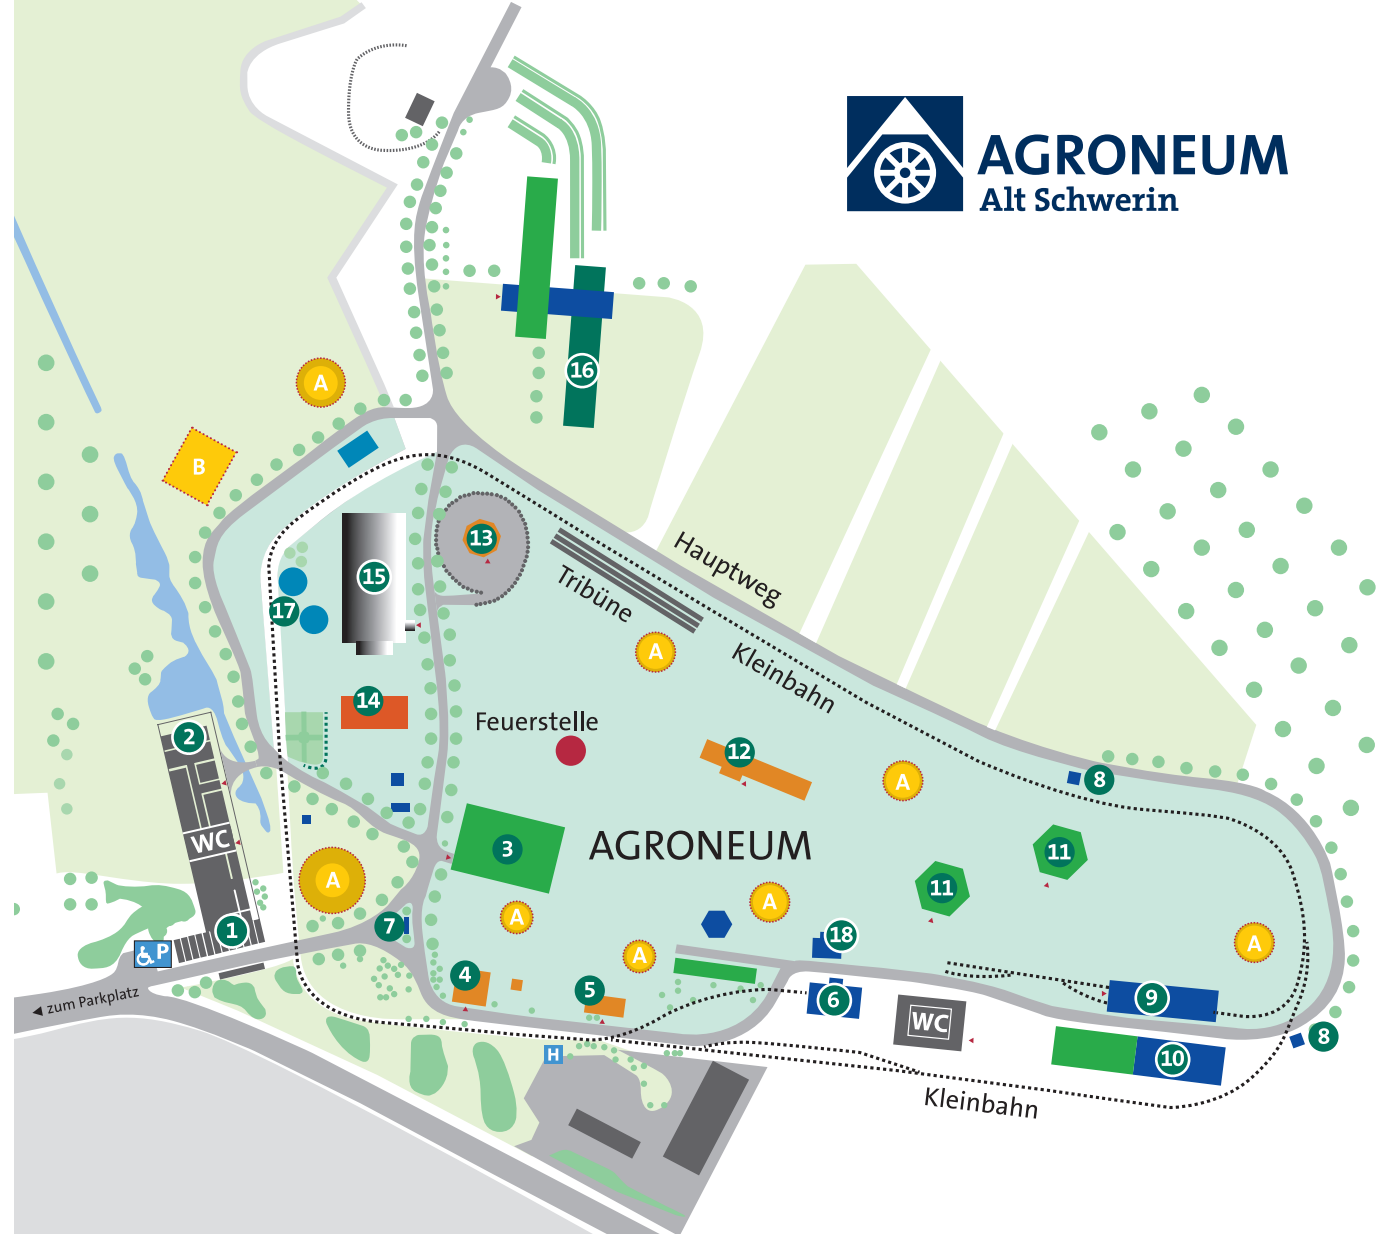 AGRONEUM
Alt Schwerin
16
A
B
13
Hauptweg
15
Tribüne
17
A
Kleinbahn
14
Feuerstelle
2
12
A
8
WC
3
AGRONEUM
11
A
11
A
A
1
7
18
A
P
A
4
5
6
9
zum Parkplatz
WC
8
H
10
Kleinbahn